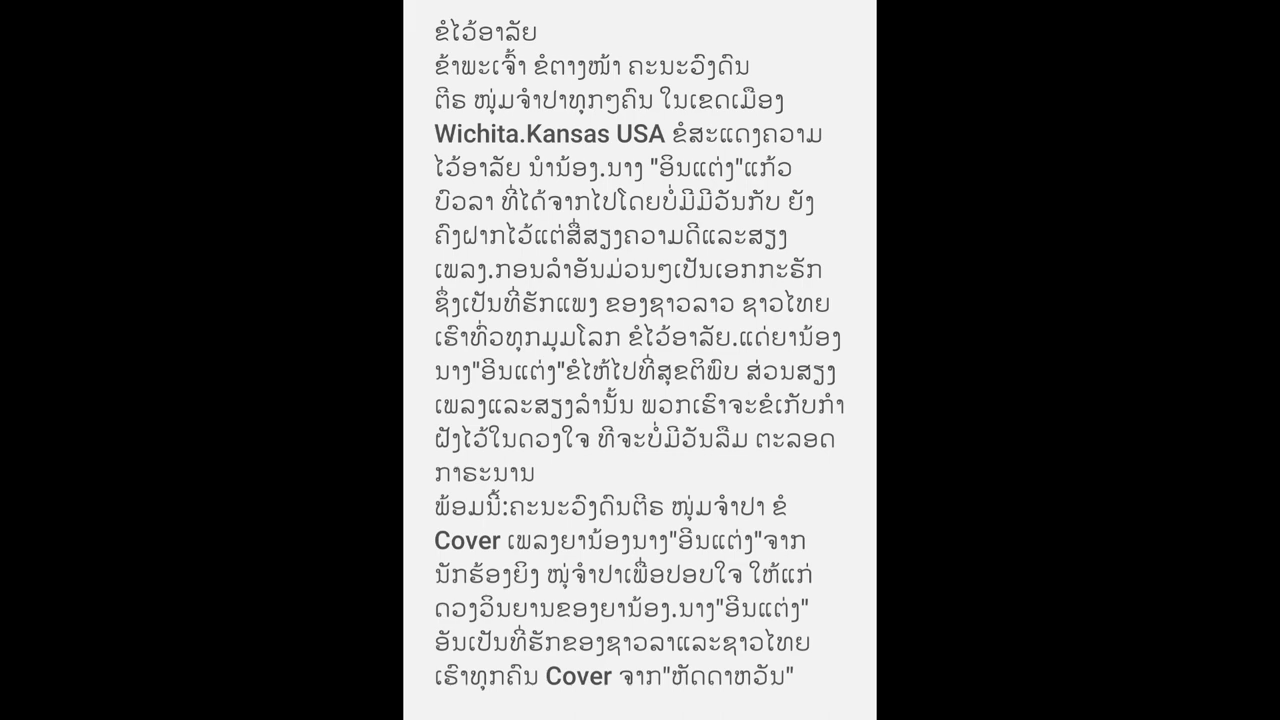 ຂໍໄວ້ອາລັຍ
ຂ້າພະເຈົ້າ ຂໍຕາງໜ້າ ຄະນະວົງດົນ
ຕີຣ ໜຸ່ມຈຳປາທຸກໆຄົນ ໃນເຂດເມືອງ
Wichita.Kansas USA ຂໍສະແດງຄວາມ
ໄວ້ອາລັຍ ນຳນ້ອງ.ນາງ "ອິນແຕ່ງ"ແກ້ວ
ບົວລາ ທີ່ໄດ້ຈາກໄປໂດຍບໍ່ມີມີວັນກັບ ຍັງ
ຄົງຝາກໄວ້ແຕ່ສື່ສຽງຄວາມດີແລະສຽງ
ເພລງ.ກອນລຳອັນມ່ວນໆເປັນເອກກະຣັກ
ຊຶ່ງເປັນທີ່ຮັກແພງ ຂອງຊາວລາວ ຊາວໄທຍ
ເຮົາທົ່ວທຸກມຸມໂລກ ຂໍໄວ້ອາລັຍ.ແດ່ຍານ້ອງ
ນາງ"ອີນແຕ່ງ"ຂໍໄຫ້ໄປທີ່ສຸຂຕິພົບ ສ່ວນສຽງ
ເພລງແລະສຽງລຳນັ້ນ ພວກເຮົາຈະຂໍເກັບກຳ
ຝັງໄວ້ໃນດວງໃຈ ທີຈະບໍ່ມີວັນລືມ ຕະລອດ
ກາຣະນານ
ພ້ອມນີ້:ຄະນະວົງດົນຕີຣ ໜຸ່ມຈຳປາ ຂໍ
Cover ເພລງຍານ້ອງນາງ"ອີນແຕ່ງ"ຈາກ
ນັກຮ້ອງຍິງ ໜຸ່ຈຳປາເພື່ອປອບໃຈ ໃຫ້ແກ່
ດວງວິນຍານຂອງຍານ້ອງ.ນາງ"ອີນແຕ່ງ"
ອັນເປັນທີ່ຮັກຂອງຊາວລາແລະຊາວໄທຍ
ເຮົາທຸກຄົນ Cover ຈາກ"ຫັດດາຫວັນ"